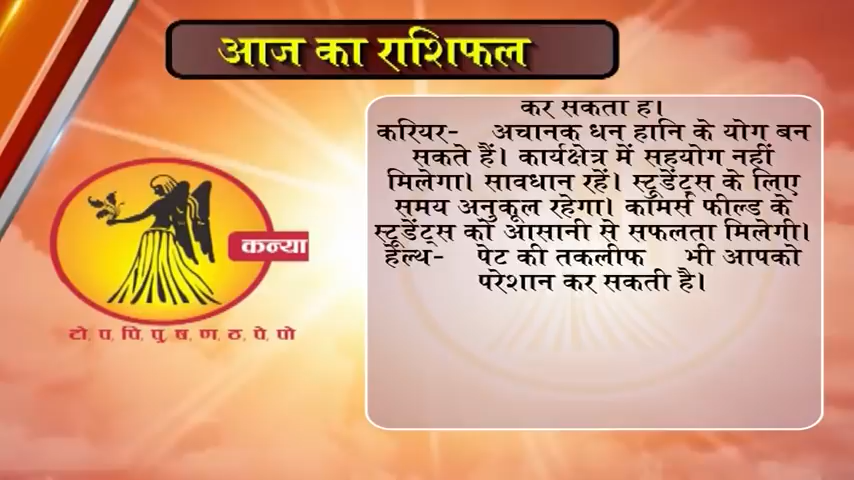 आज का राशिफल
कर सकता है।
करियर- अचानक धन हानि के योग बन
सकते हैं। कार्यक्षेत्र में सहयोग नहीं
मिलेगा। सावधान रहें। स्टूडेंट्स के लिए
समय अनुकूल रहेगा। कॉमर्स फील्ड के
स्टूडेंट्स को आसानी से सफलता मिलेगी।
हेल्थ- पेट की तकलीफ भी आपको
परेशान कर सकती है।
कन्या
टो, प, पि, पु, ष, ण, ठ, पे, पो